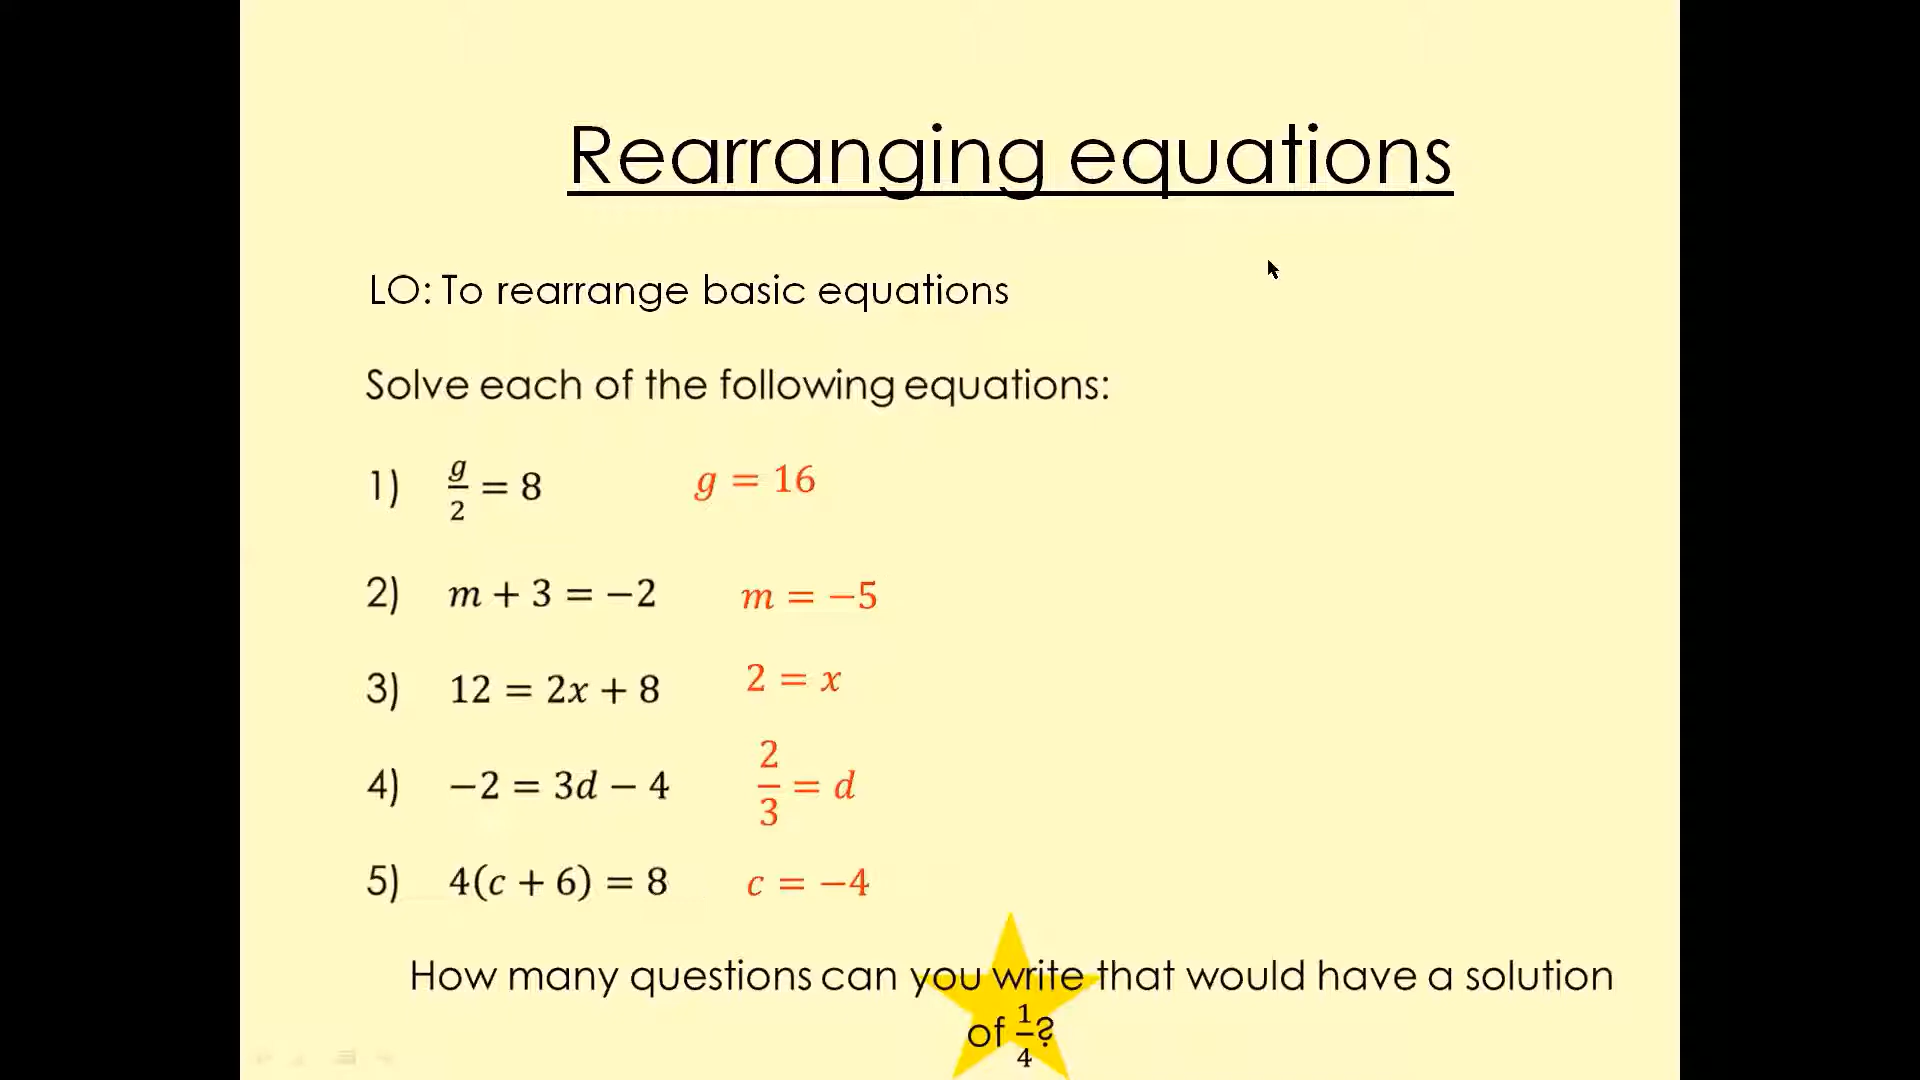 Rearranging equations
LO: To rearrange basic equations
Solve each of the following equations:
1) g/2 = 8 g = 16
2) m + 3 = −2 m = −5
3) 12 = 2x + 8 2 = x
4) −2 = 3d − 4 2/3 = d
5) 4(c + 6) = 8 c = −4
How many questions can you write that would have a solution
of 1/4?